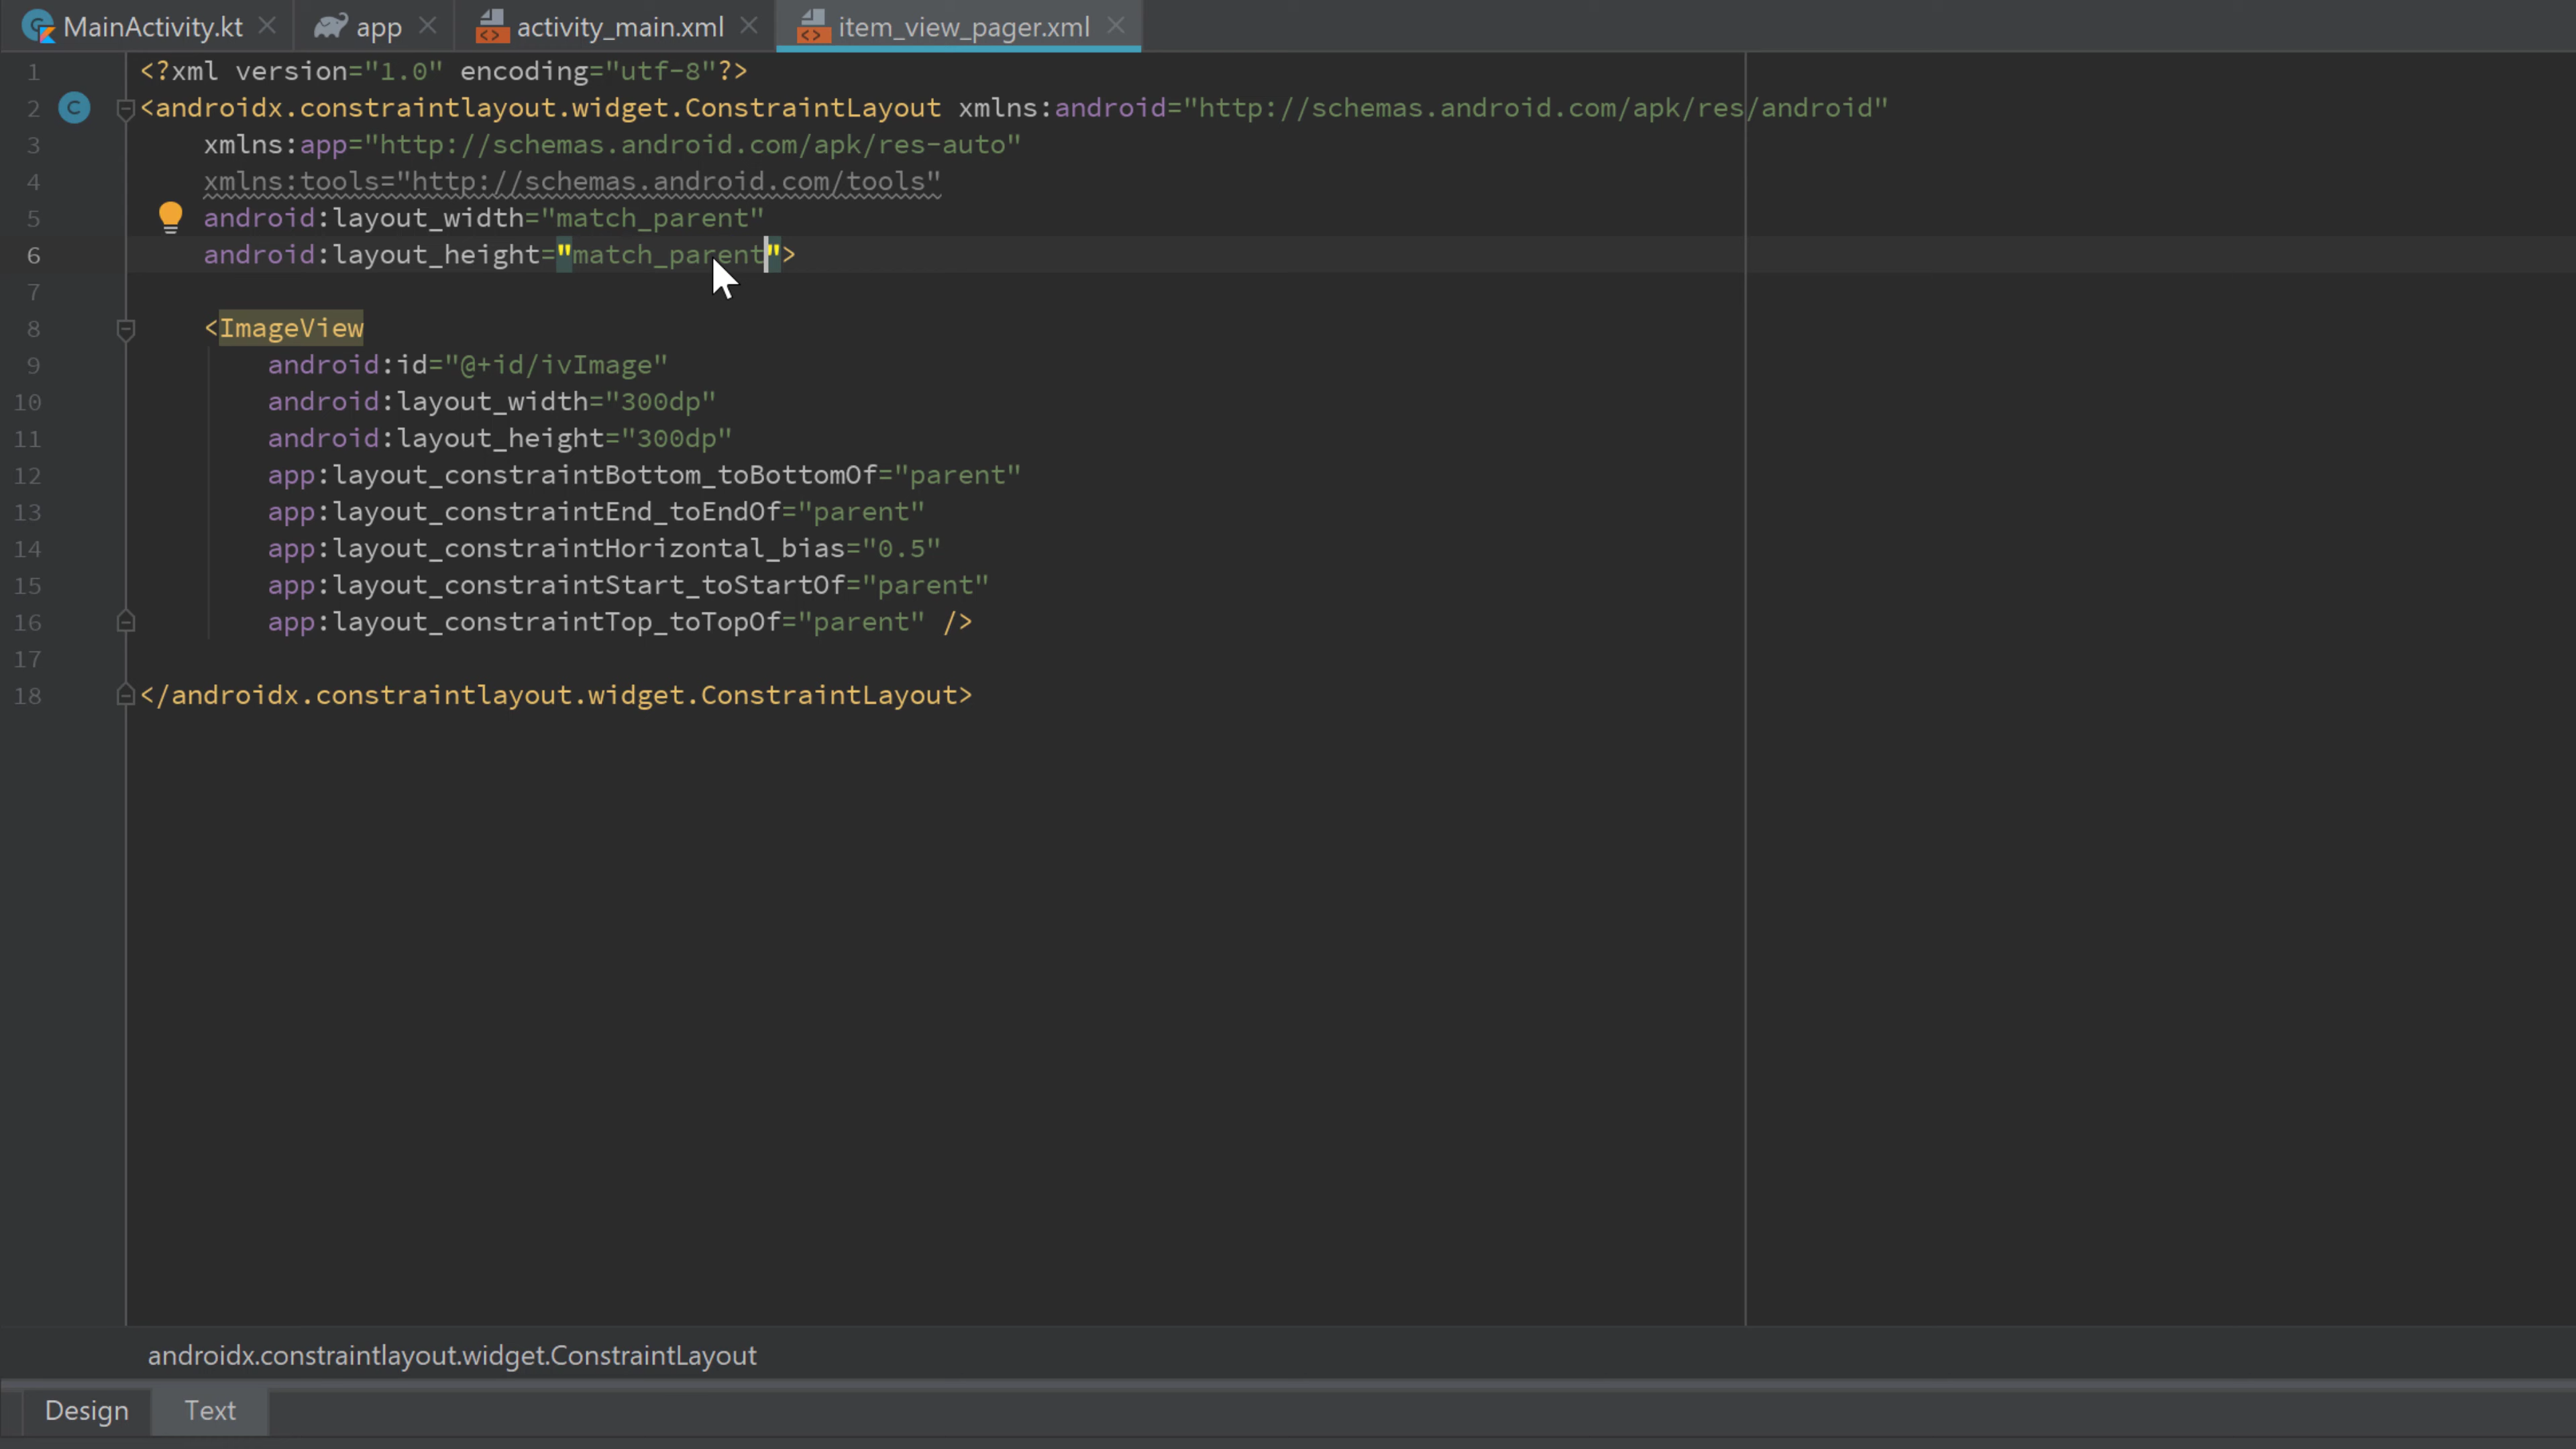 MainActivity.kt app activity_main.xml item_view_pager.xml
1 <?xml version="1.0" encoding="utf-8"?>
2 C <androidx.constraintlayout.widget.ConstraintLayout xmlns:android="http://schemas.android.com/apk/res/android"
3 xmlns:app="http://schemas.android.com/apk/res-auto"
4 xmlns:tools="http://schemas.android.com/tools"
5 android:layout_width="match_parent"
6 android:layout_height="match_parent">
7
8 <ImageView
9 android:id="@+id/ivImage"
10 android:layout_width="300dp"
11 android:layout_height="300dp"
12 app:layout_constraintBottom_toBottomOf="parent"
13 app:layout_constraintEnd_toEndOf="parent"
14 app:layout_constraintHorizontal_bias="0.5"
15 app:layout_constraintStart_toStartOf="parent"
16 app:layout_constraintTop_toTopOf="parent" />
17
18 </androidx.constraintlayout.widget.ConstraintLayout>
androidx.constraintlayout.widget.ConstraintLayout
Design Text